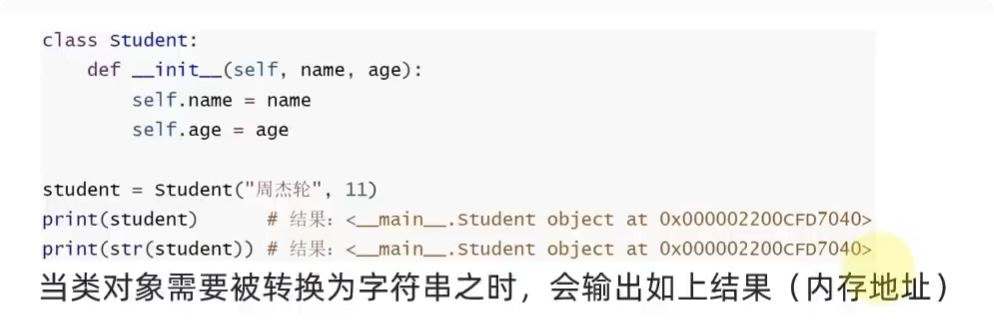 class Student:
    def __init__(self, name, age):
        self.name = name
        self.age = age
student = Student("周杰轮", 11)
print(student)      # 结果：<__main__.Student object at 0x000002200CFD7040>
print(str(student)) # 结果：<__main__.Student object at 0x000002200CFD7040>
当类对象需要被转换为字符串之时，会输出如上结果（内存地址）